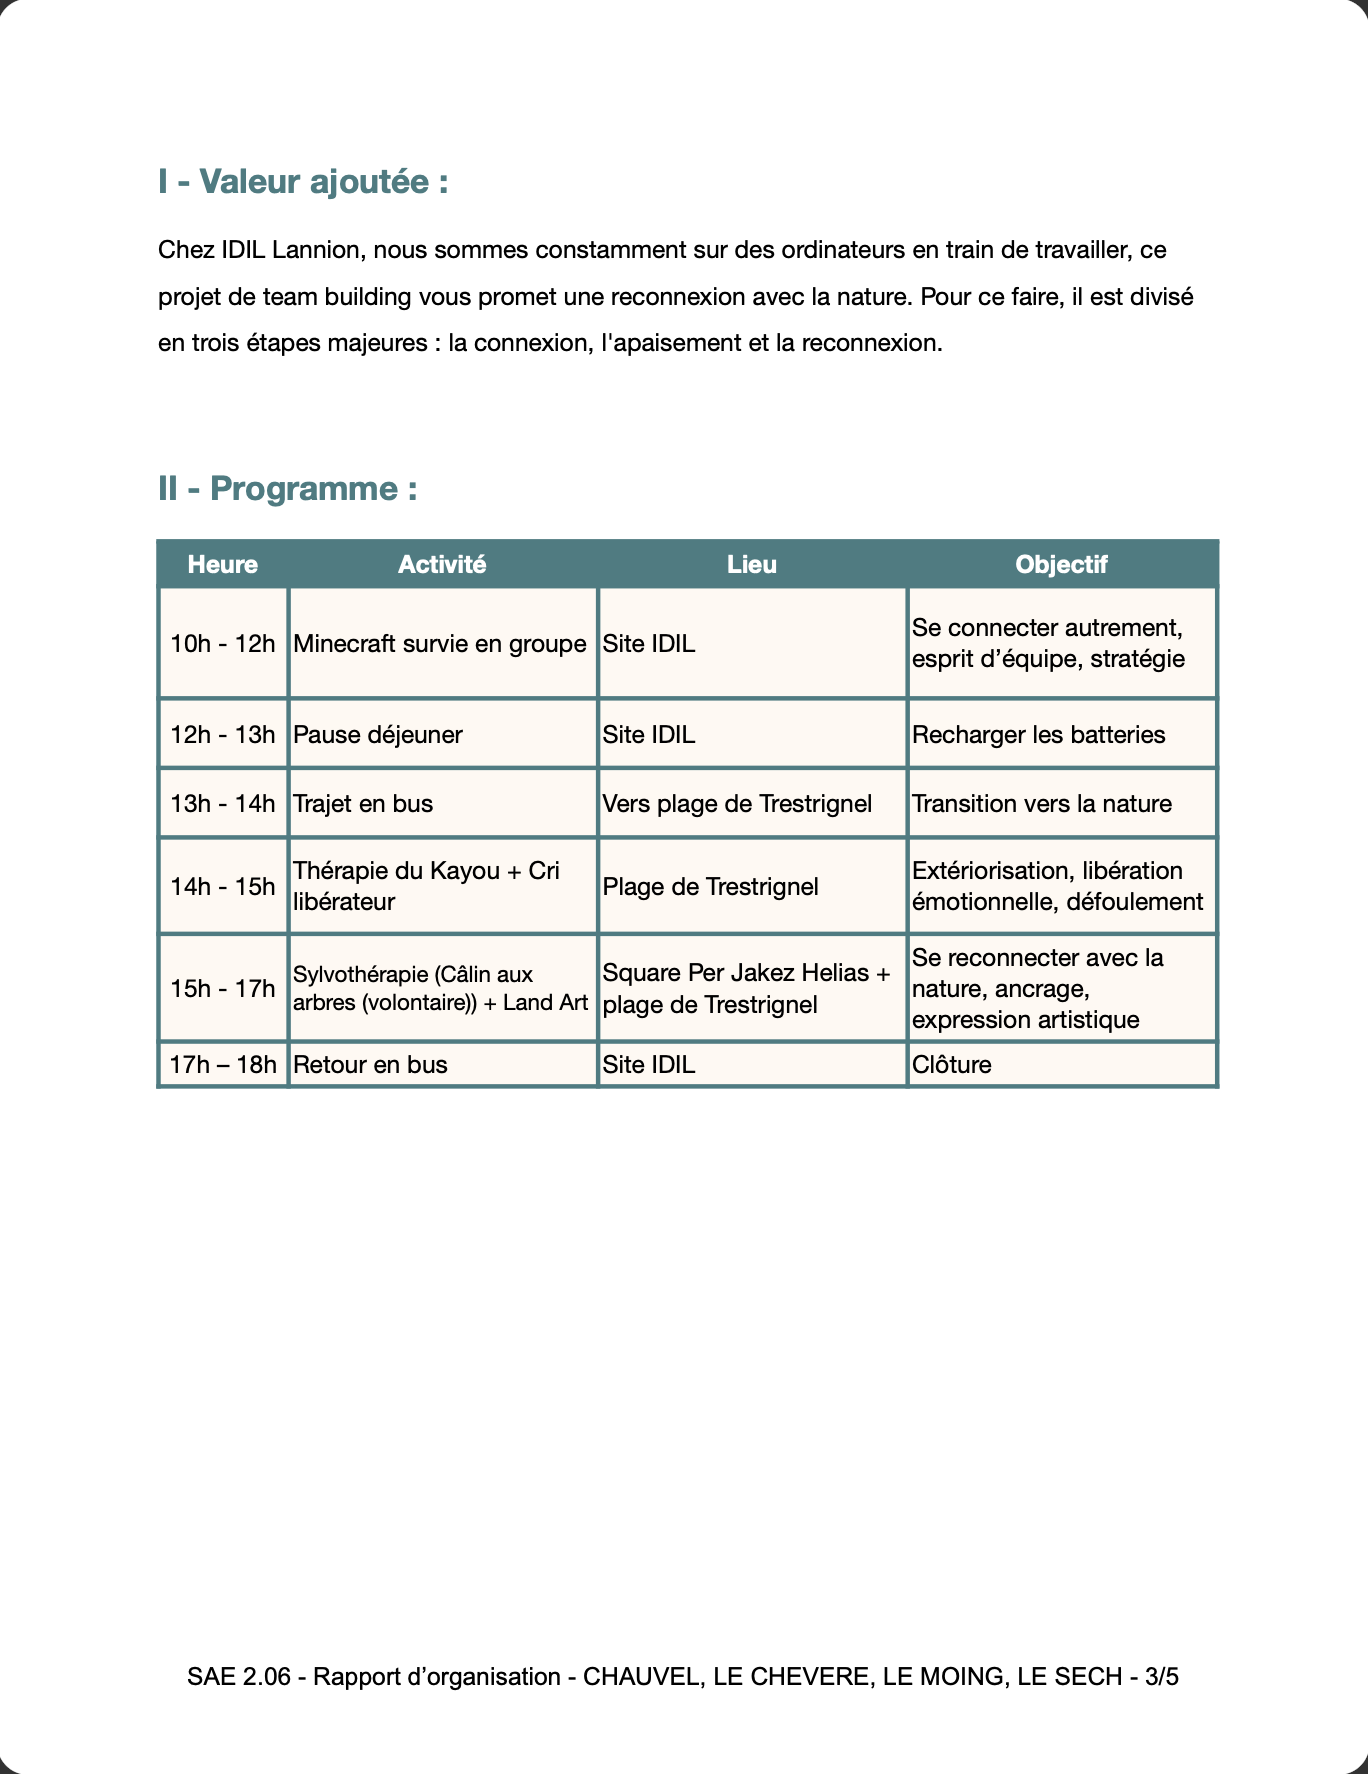 I - Valeur ajoutée :
Chez IDIL Lannion, nous sommes constamment sur des ordinateurs en train de travailler, ce
projet de team building vous promet une reconnexion avec la nature. Pour ce faire, il est divisé
en trois étapes majeures : la connexion, l'apaisement et la reconnexion.
II - Programme :
Heure Activité Lieu Objectif
10h - 12h Minecraft survie en groupe Site IDIL Se connecter autrement,
esprit d’équipe, stratégie
12h - 13h Pause déjeuner Site IDIL Recharger les batteries
13h - 14h Trajet en bus Vers plage de Trestrignel Transition vers la nature
14h - 15h Thérapie du Kayou + Cri
libérateur Plage de Trestrignel Extériorisation, libération
émotionnelle, défoulement
15h - 17h Sylvothérapie (Câlin aux
arbres (volontaire)) + Land Art Square Per Jakez Helias +
plage de Trestrignel Se reconnecter avec la
nature, ancrage,
expression artistique
17h – 18h Retour en bus Site IDIL Clôture
SAE 2.06 - Rapport d’organisation - CHAUVEL, LE CHEVERE, LE MOING, LE SECH - 3/5